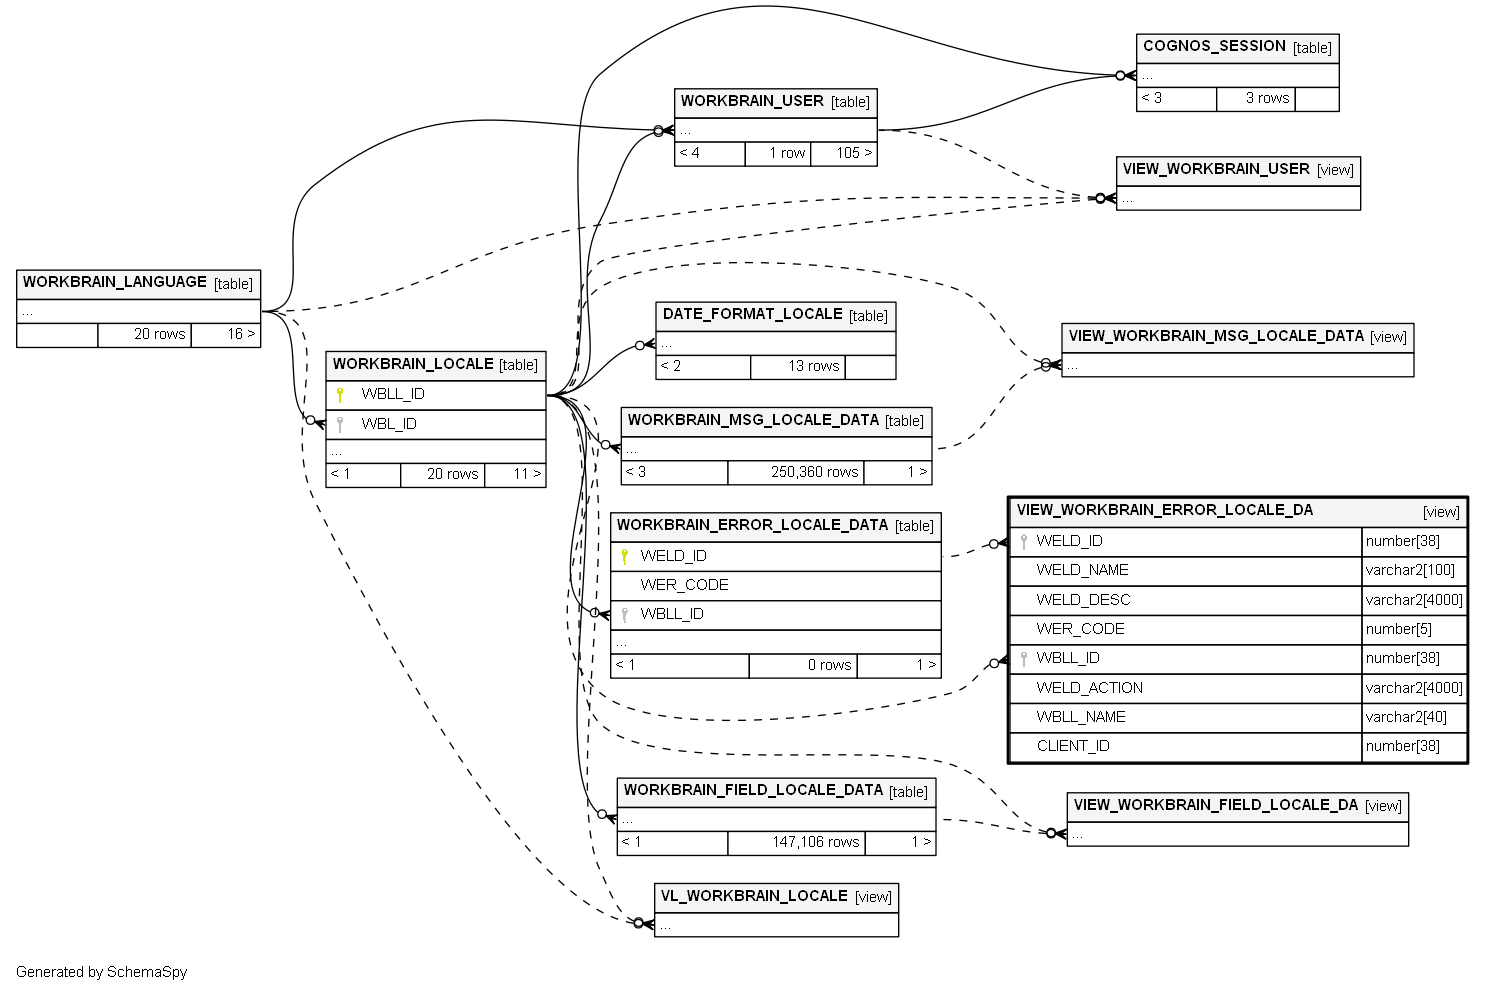 COGNOS_SESSION [table]
...
< 3 3 rows
WORKBRAIN_USER [table]
...
< 4 1 row 105 >
VIEW_WORKBRAIN_USER [view]
...
WORKBRAIN_LANGUAGE [table]
...
20 rows 16 >
DATE_FORMAT_LOCALE [table]
...
< 2 13 rows
VIEW_WORKBRAIN_MSG_LOCALE_DATA [view]
...
WORKBRAIN_LOCALE [table]
WBLL_ID
WBL_ID
...
< 1 20 rows 11 >
WORKBRAIN_MSG_LOCALE_DATA [table]
...
< 3 250,360 rows 1 >
WORKBRAIN_ERROR_LOCALE_DATA [table]
WELD_ID
WER_CODE
WBLL_ID
...
< 1 0 rows 1 >
VIEW_WORKBRAIN_ERROR_LOCALE_DA [view]
WELD_ID number[38]
WELD_NAME varchar2[100]
WELD_DESC varchar2[4000]
WER_CODE number[5]
WBLL_ID number[38]
WELD_ACTION varchar2[4000]
WBLL_NAME varchar2[40]
CLIENT_ID number[38]
WORKBRAIN_FIELD_LOCALE_DATA [table]
...
< 1 147,106 rows 1 >
VIEW_WORKBRAIN_FIELD_LOCALE_DA [view]
...
VL_WORKBRAIN_LOCALE [view]
...
Generated by SchemaSpy